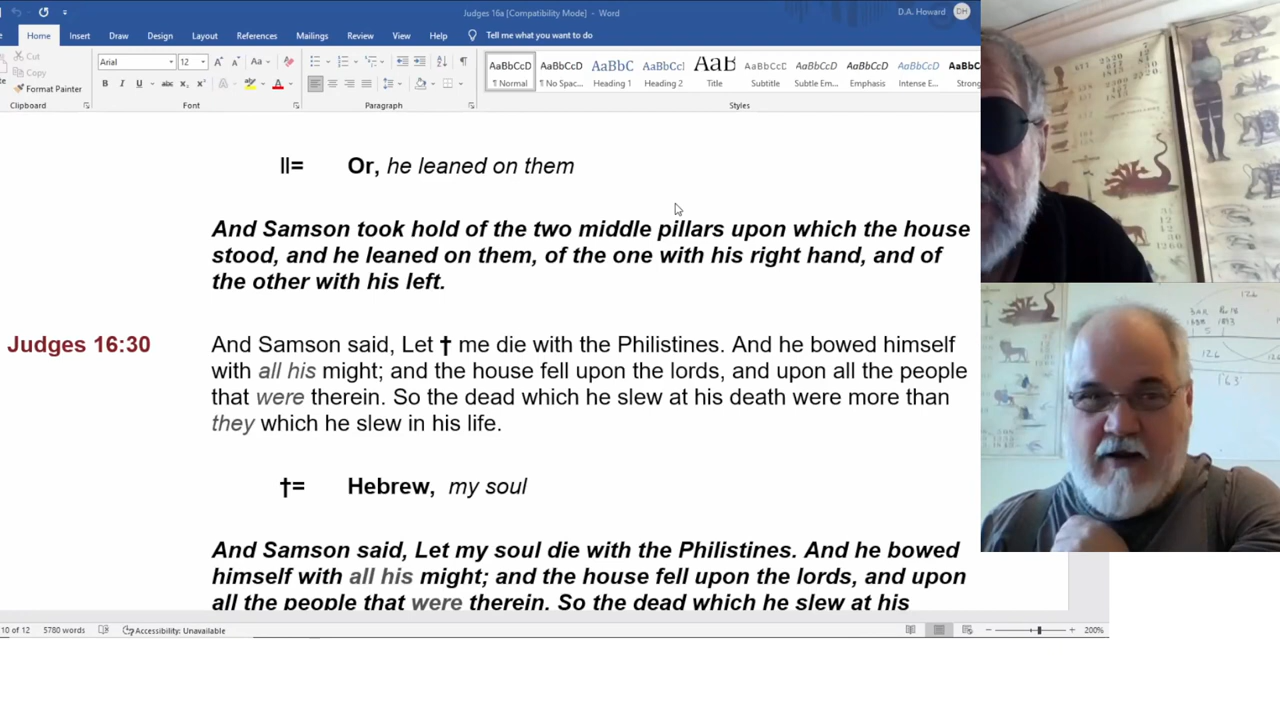 Judges 16a [Compatibility Mode] - Word
D.A. Howard
DH
Home Insert Draw Design Layout References Mailings Review View Help Tell me what you want to do
Cut
Copy
Format Painter
Clipboard
Arial 12
Font
Paragraph
AaBbCcD AaBbCcD AaBbC AaBbCc AaB AaBbCcD AaBbCcD AaBbCcD AaBbCcD AaBbCc
¶ Normal ¶ No Spac... Heading 1 Heading 2 Title Subtitle Subtle Em... Emphasis Intense E... Strong
Styles
ǁ= Or, he leaned on them
And Samson took hold of the two middle pillars upon which the house
stood, and he leaned on them, of the one with his right hand, and of
the other with his left.
Judges 16:30 And Samson said, Let † me die with the Philistines. And he bowed himself
with all his might; and the house fell upon the lords, and upon all the people
that were therein. So the dead which he slew at his death were more than
they which he slew in his life.
†= Hebrew, my soul
And Samson said, Let my soul die with the Philistines. And he bowed
himself with all his might; and the house fell upon the lords, and upon
all the people that were therein. So the dead which he slew at his
10 of 12 5780 words Accessibility: Unavailable 200%